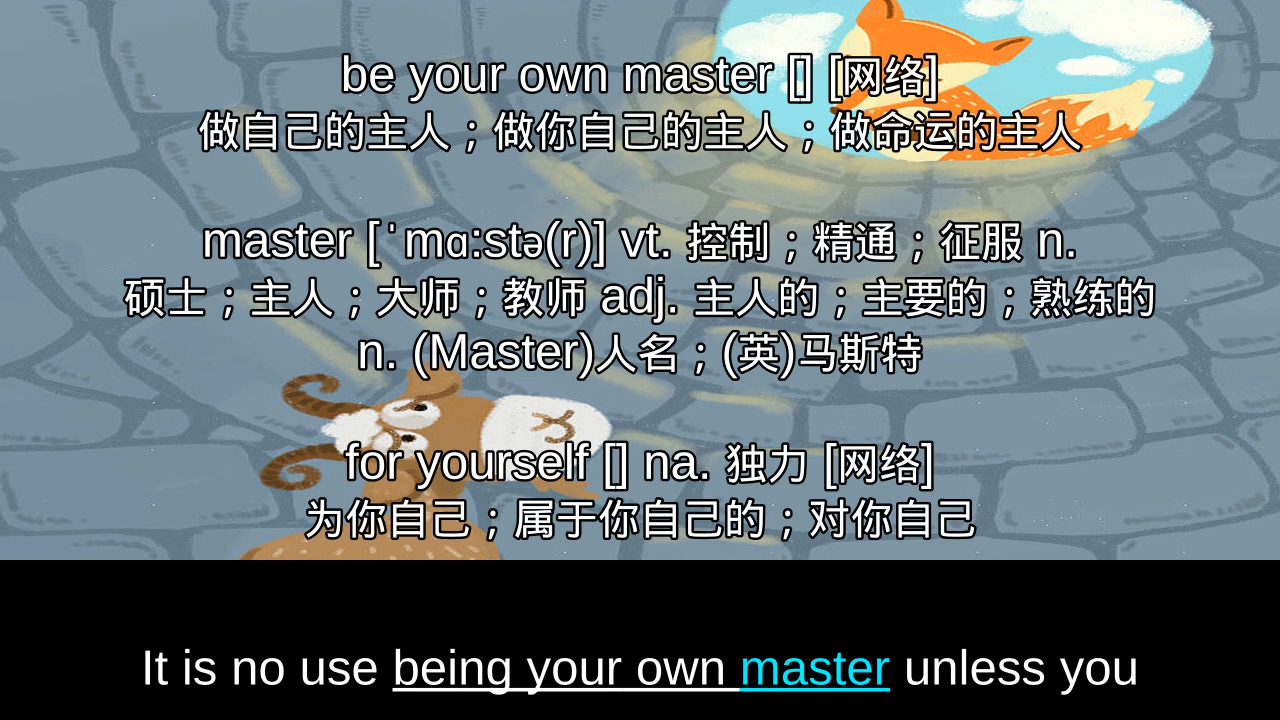 be your own master [] [网络]
做自己的主人；做你自己的主人；做命运的主人
master [ˈmɑ:stə(r)] vt. 控制；精通；征服 n.
硕士；主人；大师；教师 adj. 主人的；主要的；熟练的
n. (Master)人名；(英)马斯特
for yourself [] na. 独力 [网络]
为你自己；属于你自己的；对你自己
It is no use being your own master unless you